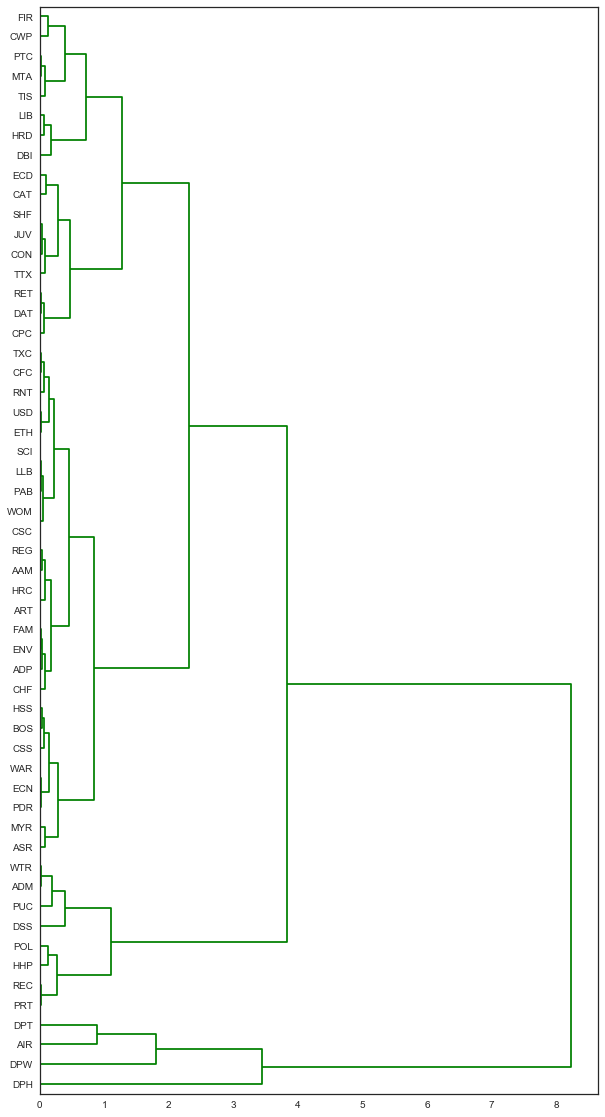 FIR
CWP
PTC
MTA
TIS
LIB
HRD
DBI
ECD
CAT
SHF
JUV
CON
TTX
RET
DAT
CPC
TXC
CFC
RNT
USD
ETH
SCI
LLB
PAB
WOM
CSC
REG
AAM
HRC
ART
FAM
ENV
ADP
CHF
HSS
BOS
CSS
WAR
ECN
PDR
MYR
ASR
WTR
ADM
PUC
DSS
POL
HHP
REC
PRT
DPT
AIR
DPW
DPH
0 1 2 3 4 5 6 7 8